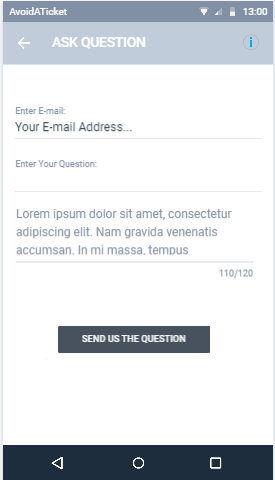 AvoidATicket 13:00
ASK QUESTION
Enter E-mail:
Your E-mail Address...
Enter Your Question:
Lorem ipsum dolor sit amet, consectetur
adipiscing elit. Nam gravida venenatis
accumsan. In mi massa, tempus
110/120
SEND US THE QUESTION